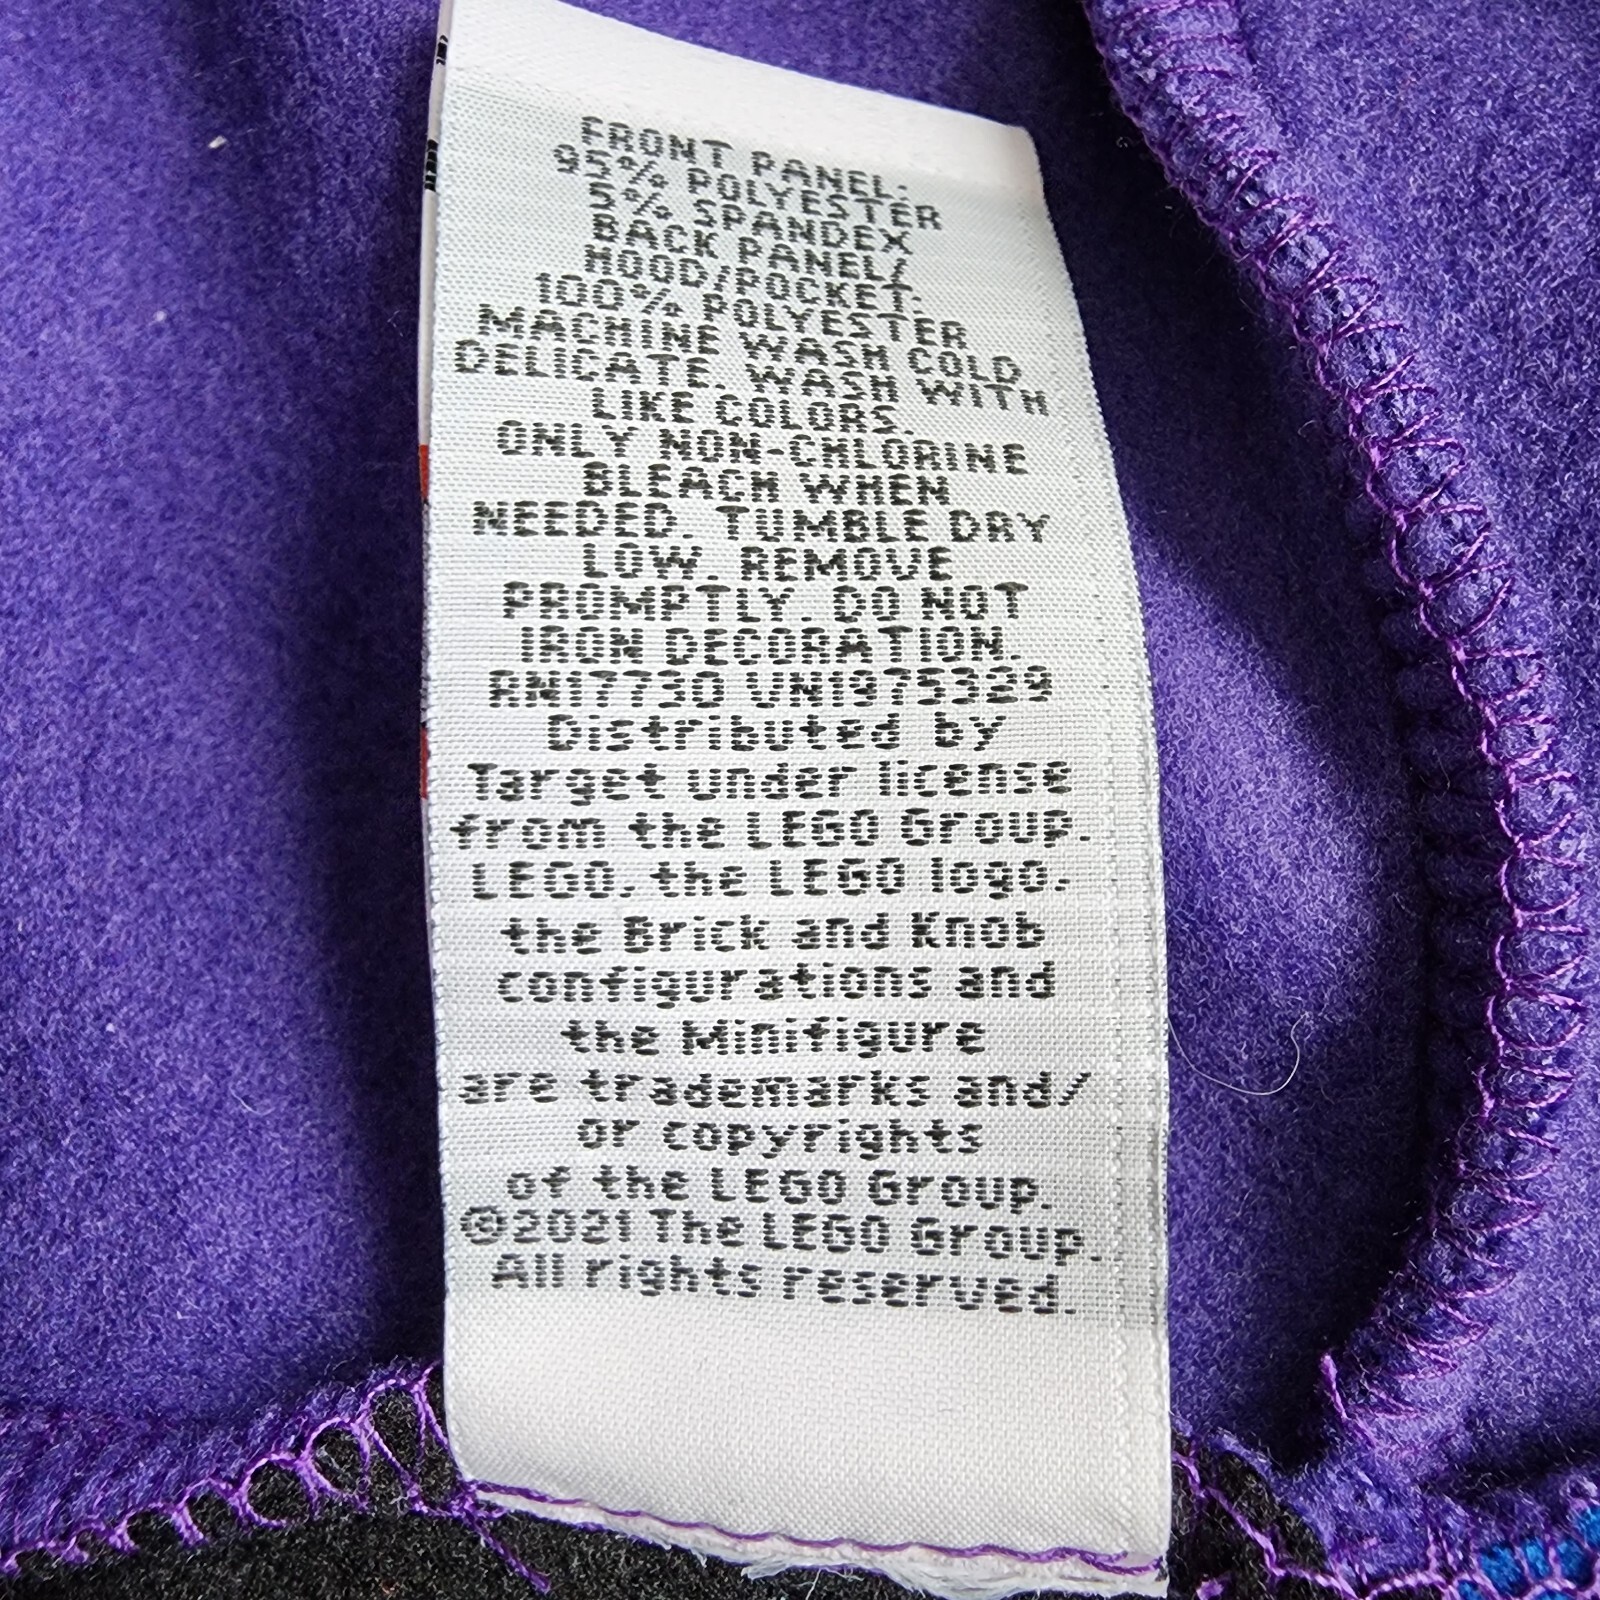 FRONT PANEL:
95% POLYESTER
5% SPANDEX
BACK PANEL/
HOOD/POCKET:
100% POLYESTER
MACHINE WASH COLD,
DELICATE. WASH WITH
LIKE COLORS.
ONLY NON-CHLORINE
BLEACH WHEN
NEEDED. TUMBLE DRY
LOW. REMOVE
PROMPTLY. DO NOT
IRON DECORATION.
RN17730 VN1975329
Distributed by
Target under license
from the LEGO Group.
LEGO, the LEGO logo,
the Brick and Knob
configurations and
the Minifigure
are trademarks and/
or copyrights
of the LEGO Group.
©2021 The LEGO Group.
All rights reserved.